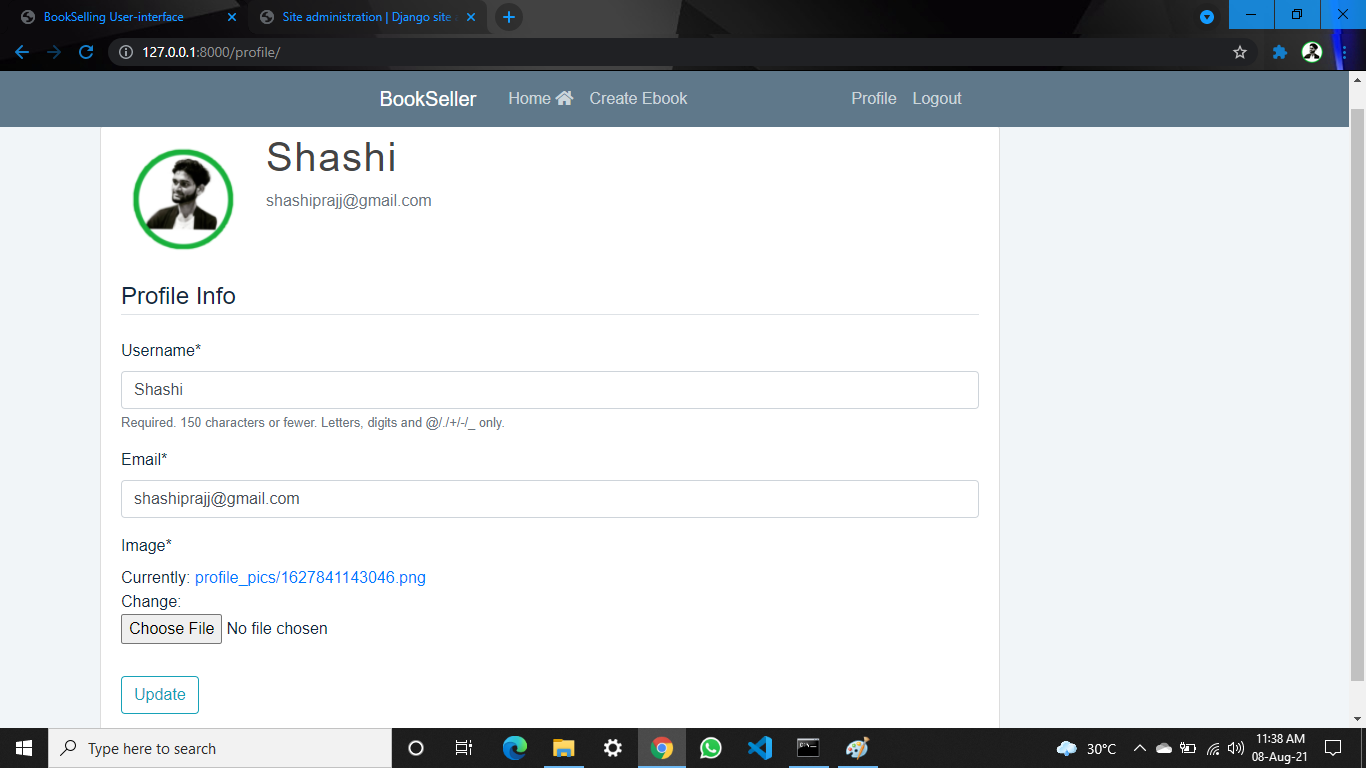 BookSelling User-interface
Site administration | Django site
127.0.0.1:8000/profile/
BookSeller Home Create Ebook Profile Logout
Shashi
shashiprajj@gmail.com
Profile Info
Username*
Shashi
Required. 150 characters or fewer. Letters, digits and @/./+/-/_ only.
Email*
shashiprajj@gmail.com
Image*
Currently: profile_pics/1627841143046.png
Change:
Choose File No file chosen
Update
Type here to search
30°C
11:38 AM
08-Aug-21